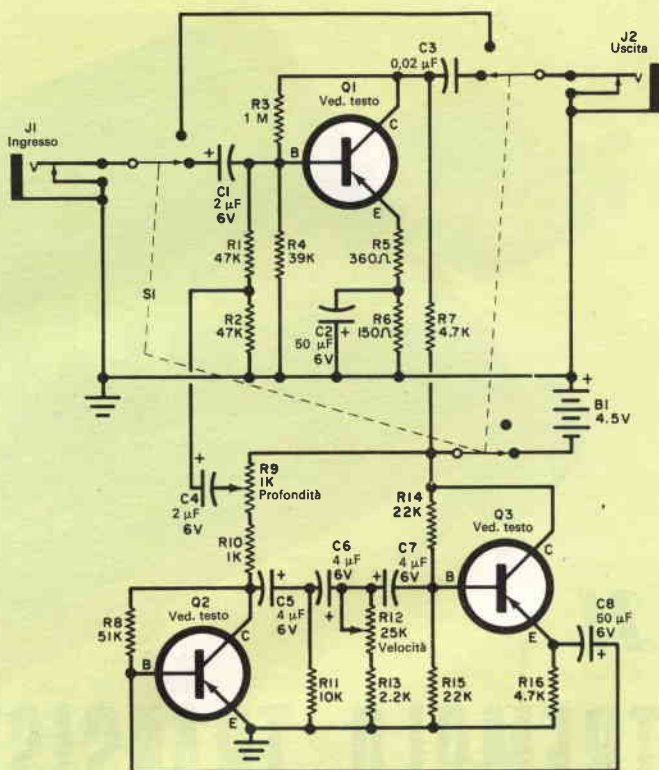 J2
Uscita
C3
0,02 µF
Q1
Ved. testo
R3
1 M
J1
Ingresso
V
V
C
B
E
+
C1
2 µF
6V
R1
47K
R4
39K
R5
360Ω
S1
R2
47K
C2
50 µF
6V
+
R6
150Ω
R7
4.7K
+
B1
4.5V
+
C4
2 µF
6V
R9
1K
Profondità
R14
22K
Q3
Ved. testo
R10
1K
C6
4 µF
6V
C7
4 µF
6V
C
B
E
Q2
Ved. testo
C
+
C5
4 µF
6V
+
+
R12
25K
Velocità
C8
50 µF
6V
+
R8
51K
B
E
R11
10K
R13
2.2K
R15
22K
R16
4.7K